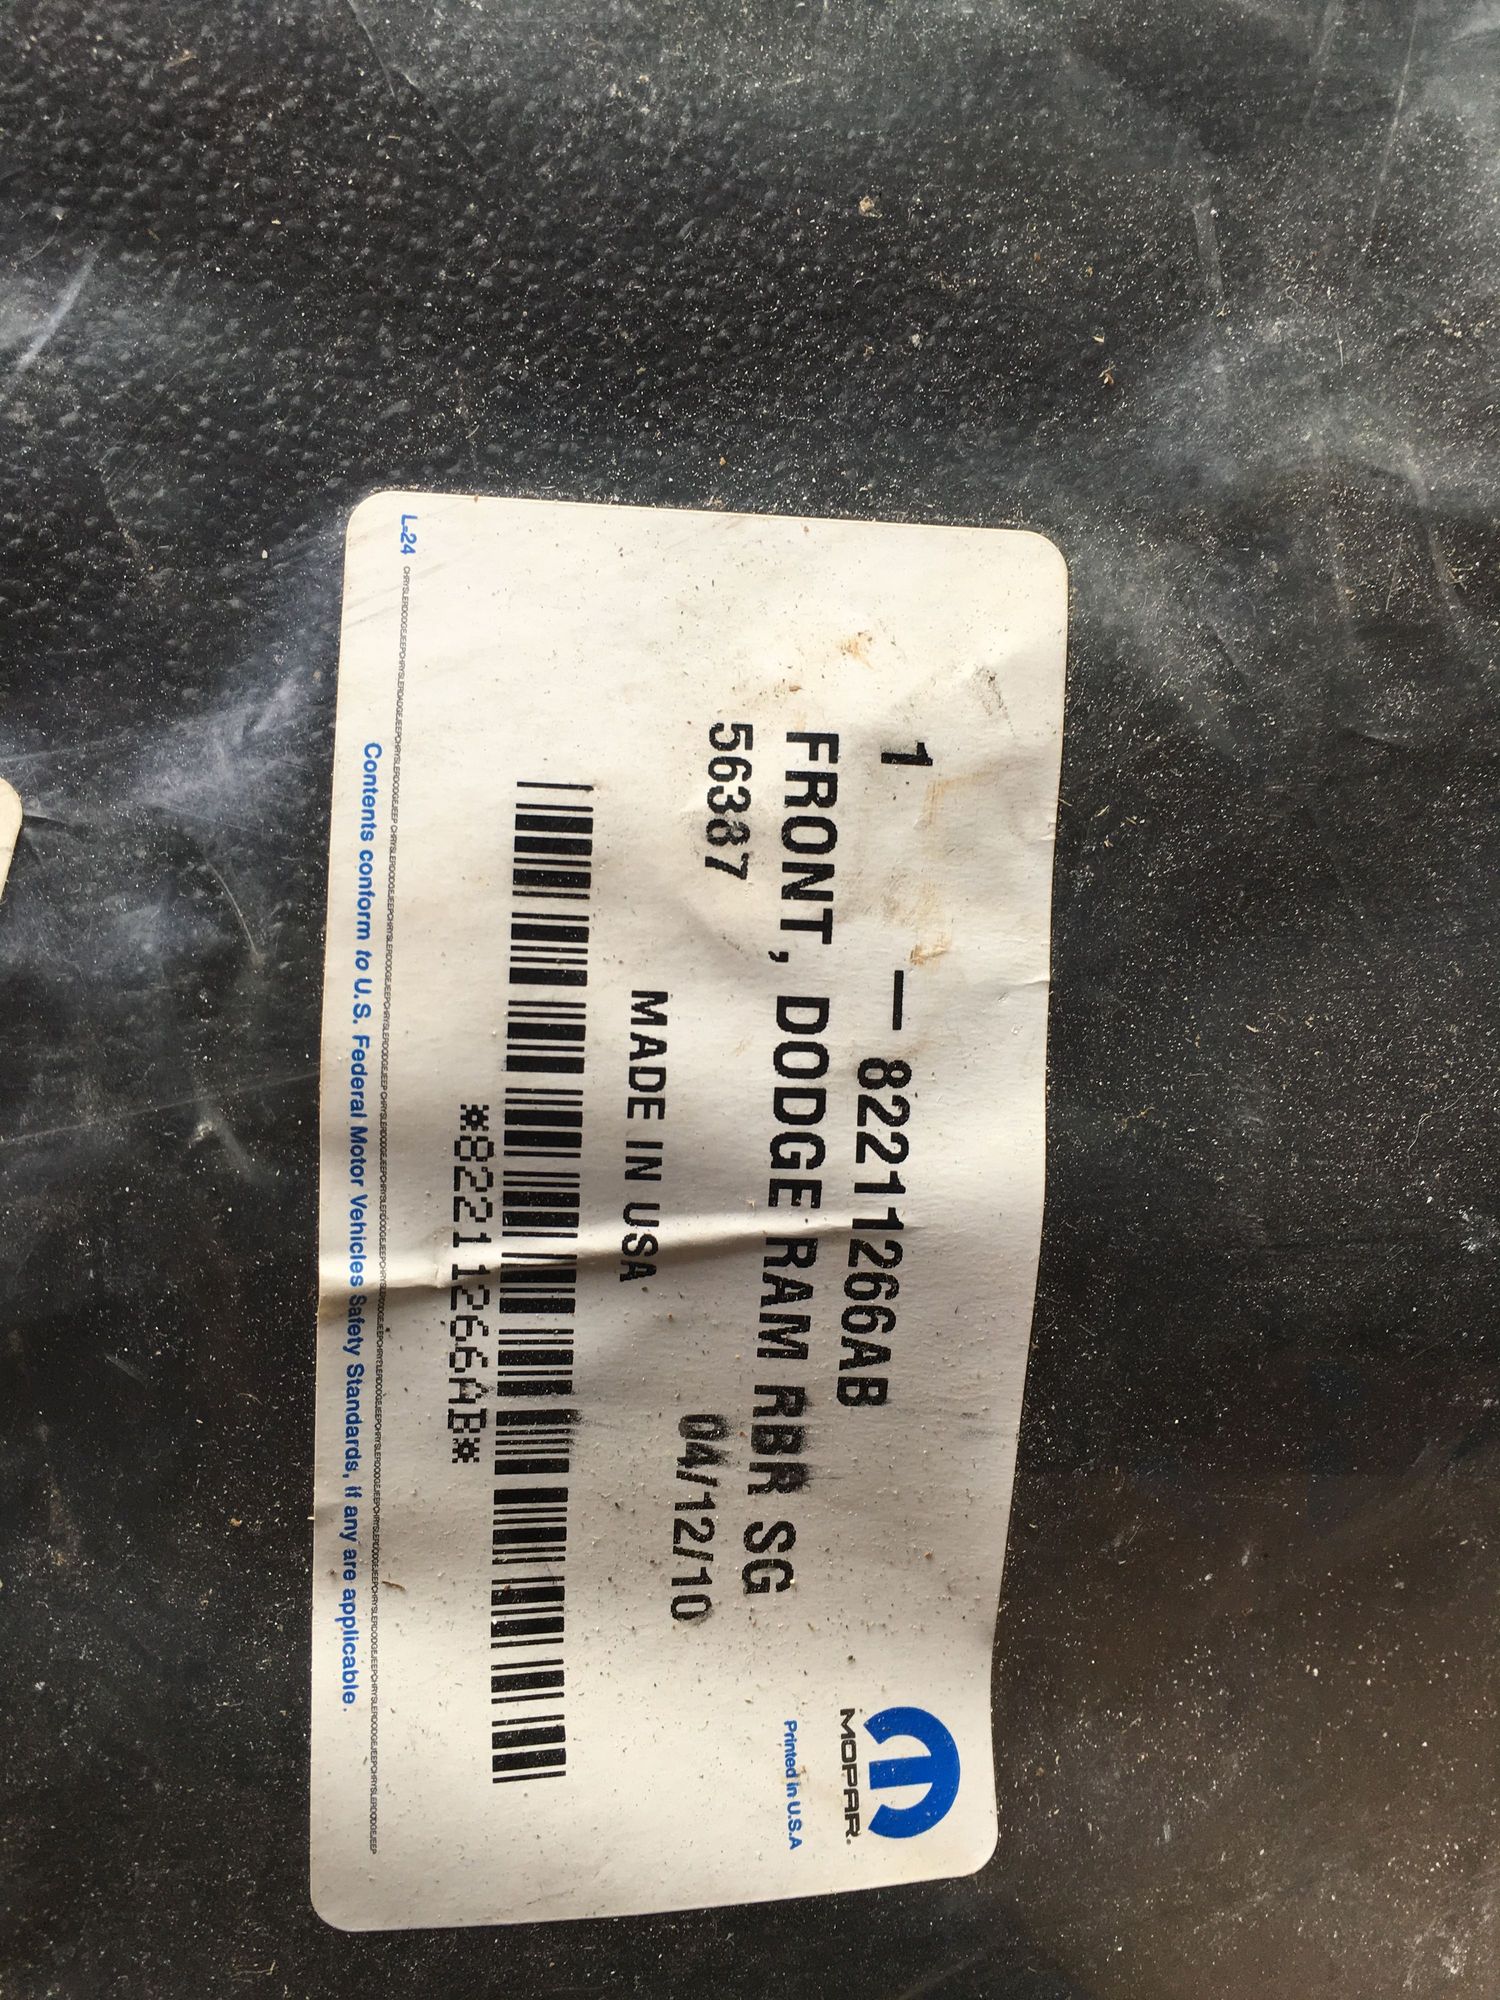 1 — 82211266AB
FRONT, DODGE RAM RBR SG
56387
04/12/10
MADE IN USA
*82211266AB*
MOPAR.
Printed in U.S.A
L-24
Contents conform to U.S. Federal Motor Vehicles Safety Standards, if any are applicable.